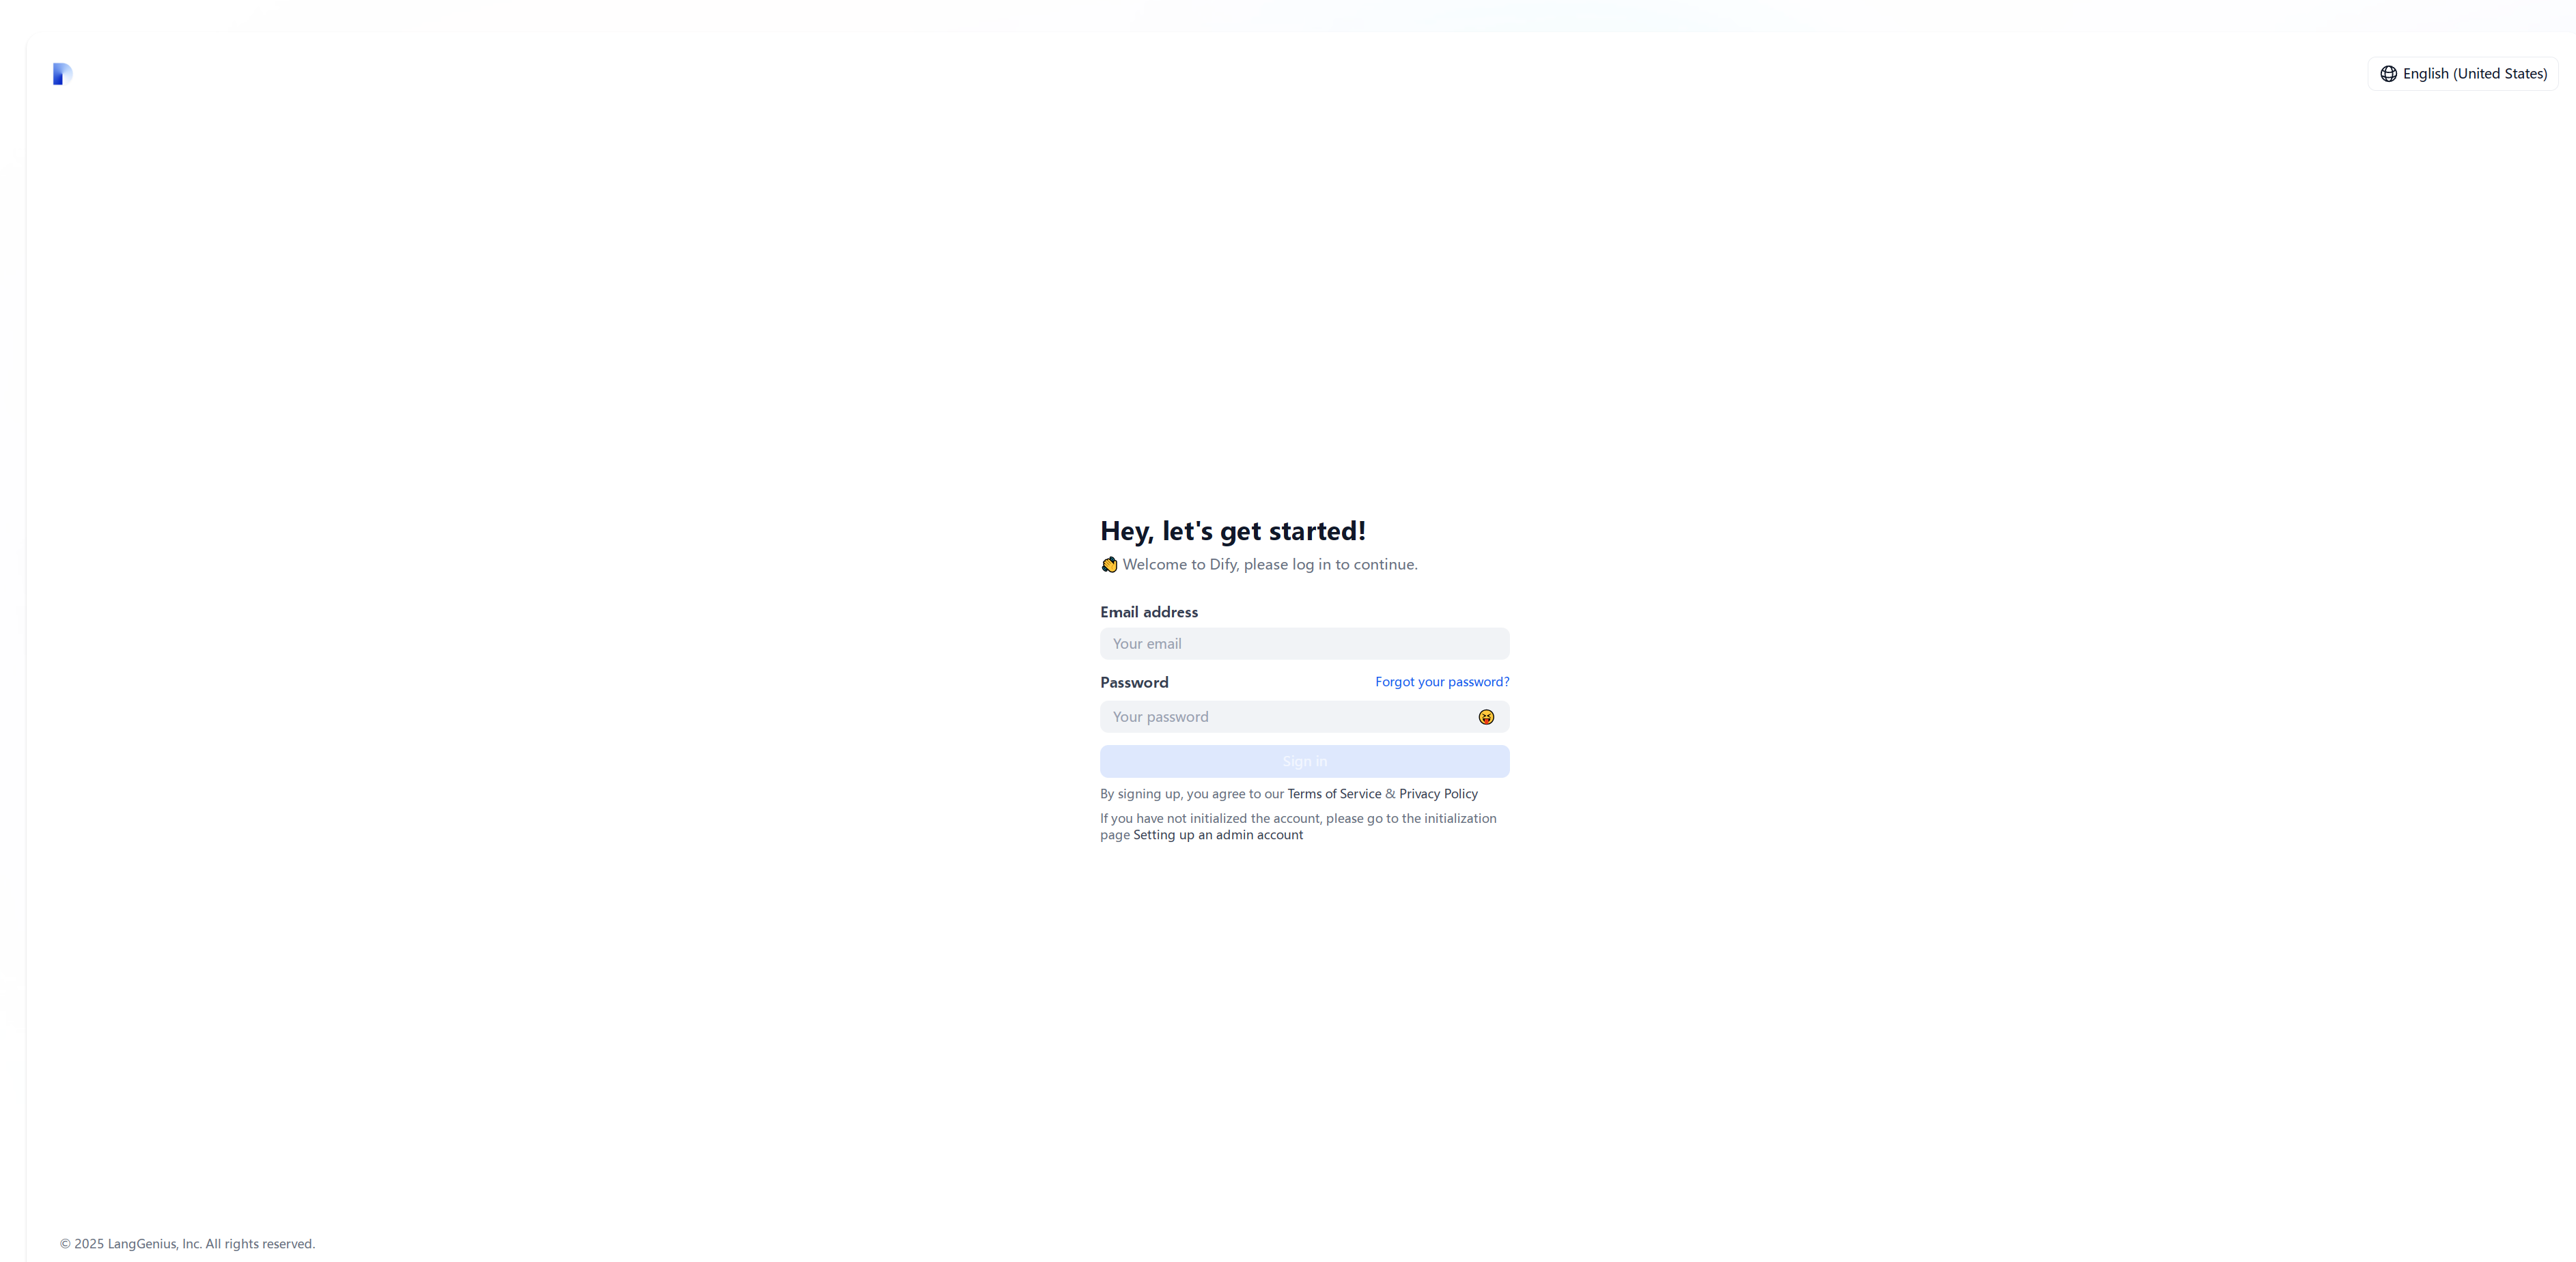 English (United States)
Hey, let's get started!
👋 Welcome to Dify, please log in to continue.
Email address
Your email
Password
Forgot your password?
Your password
Sign in
By signing up, you agree to our Terms of Service & Privacy Policy
If you have not initialized the account, please go to the initialization
page Setting up an admin account
© 2025 LangGenius, Inc. All rights reserved.